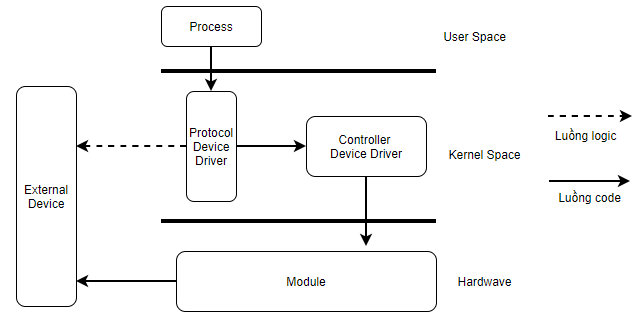 Process
User Space
Protocol
Device
Driver
Controller
Device Driver
Kernel Space
Luồng logic
External
Device
Luồng code
Module
Hardwave